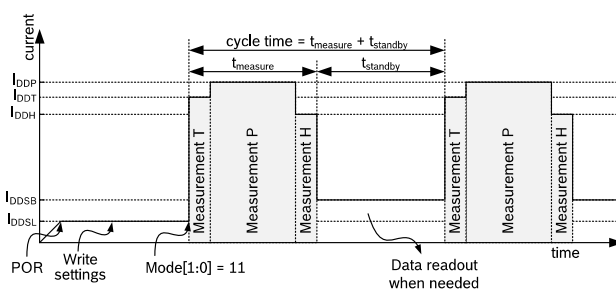 current
cycle time = tmeasure + tstandby
tmeasure
tstandby
IDDP
IDDT
IDDH
IDDSB
IDDSL
Measurement T
Measurement P
Measurement H
Measurement T
Measurement P
Measurement H
time
POR
Write
settings
Mode[1:0] = 11
Data readout
when needed